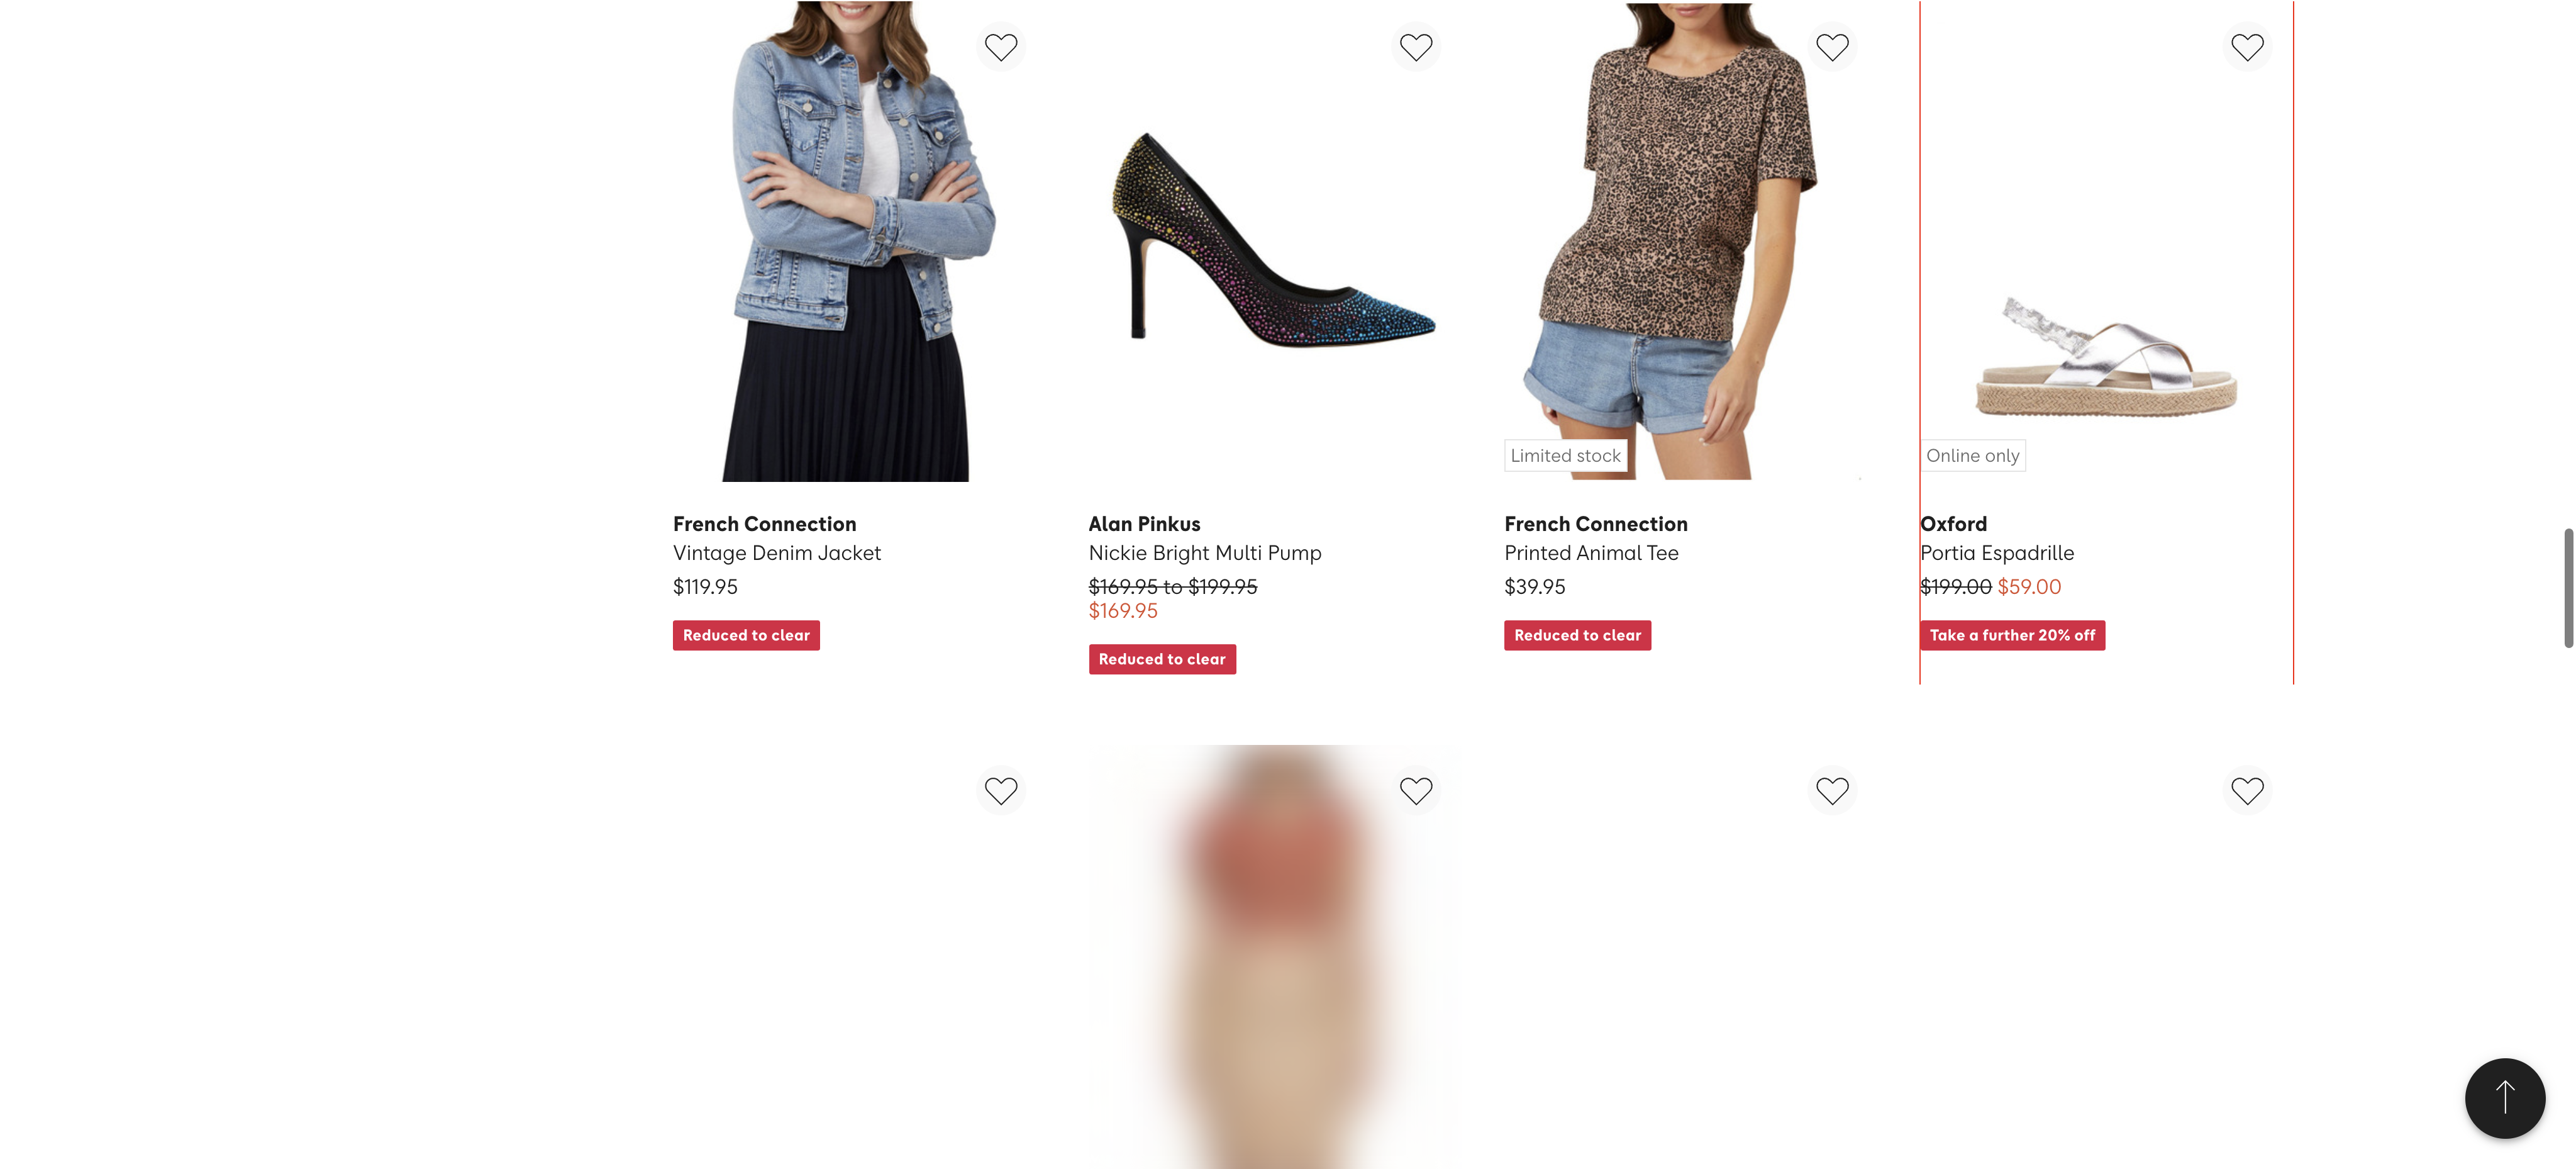 Limited stock
Online only
French Connection
Vintage Denim Jacket
$119.95
Reduced to clear
Alan Pinkus
Nickie Bright Multi Pump
$169.95 to $199.95
$169.95
Reduced to clear
French Connection
Printed Animal Tee
$39.95
Reduced to clear
Oxford
Portia Espadrille
$199.00 $59.00
Take a further 20% off